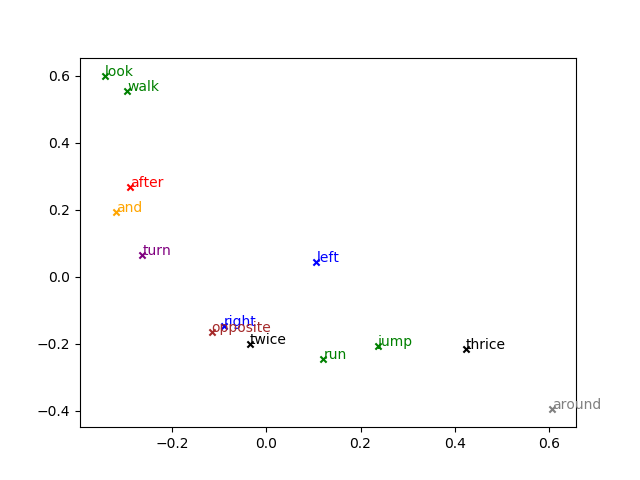 look
0.6
walk
0.4
after
0.2
and
turn
left
0.0
right
opposite
twice
jump
thrice
−0.2
run
around
−0.4
−0.2 0.0 0.2 0.4 0.6